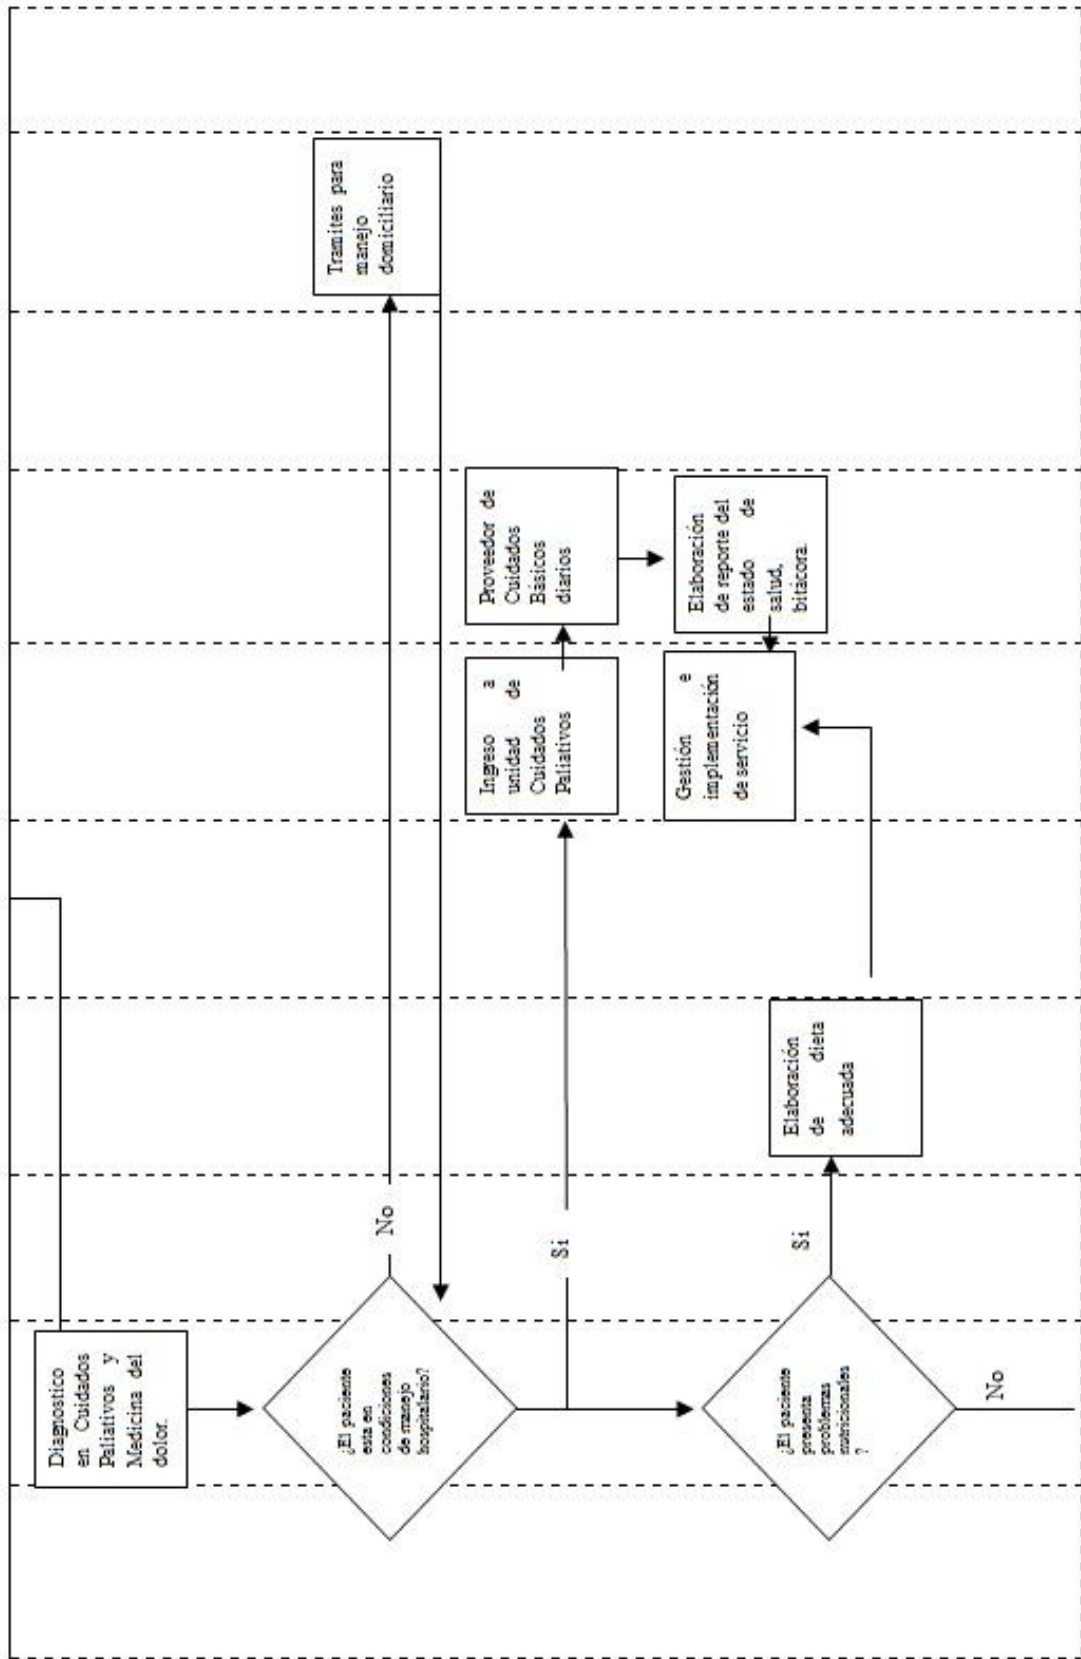 Diagnostico
en Cuidados
Paliativos y
Medicina del
dolor.
¿El paciente
esta en
condiciones
de manejo
hospitalario?
No
Tramites para
manejo
domiciliario
Si
Ingreso a
unidad de
Cuidados
Paliativos
Proveedor de
Cuidados
Básicos
diarios
Elaboración
de reporte del
estado de
salud,
bitácora.
Gestión e
implementación
de servicio
¿El paciente
presenta
problemas
nutricionales
?
Si
Elaboración
de dieta
adecuada
No